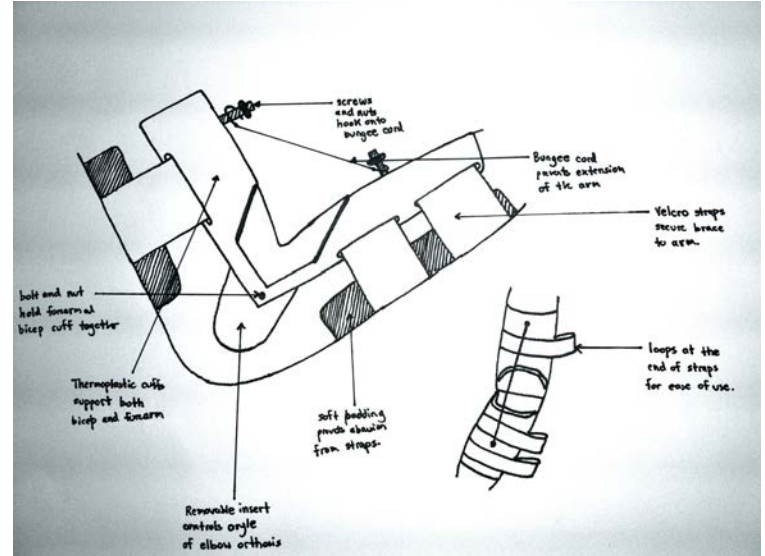 screws
and nuts
hook onto
bungee cord
Bungee cord
prevents extension
of the arm
Velcro straps
secure brace
to arm.
bolt and nut
hold forearm
bicep cuff together
loops at the
end of straps
for ease of use.
Thermoplastic cuffs
support both
bicep and forearm
soft padding
prevents abrasion
from straps.
Removable insert
controls angle
of elbow orthosis